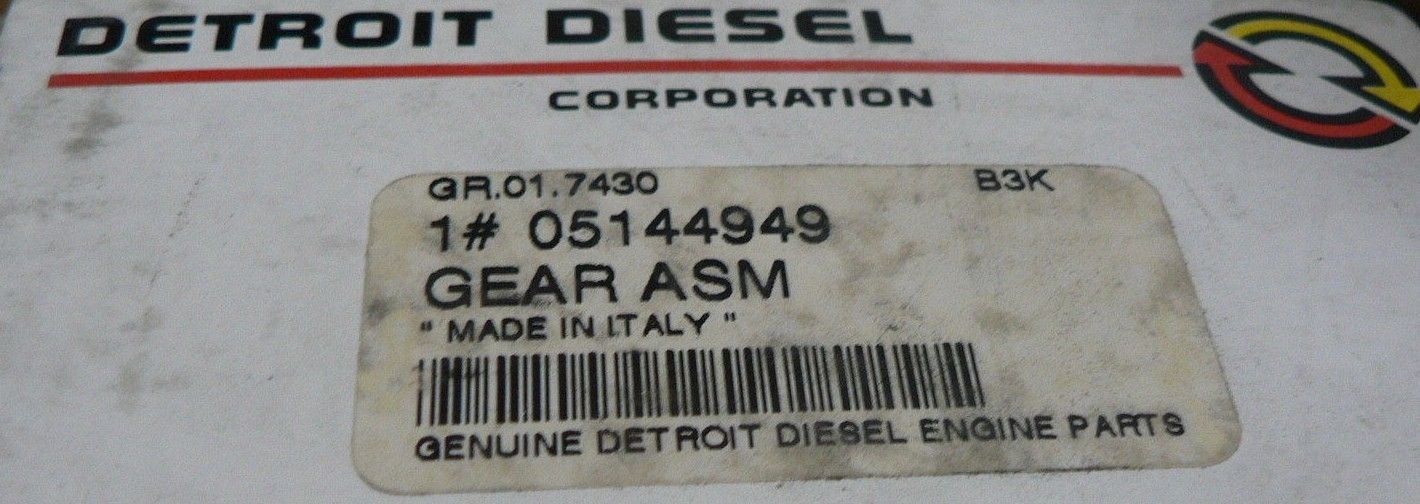 DETROIT DIESEL
CORPORATION
GR.01.7430 B3K
1# 05144949
GEAR ASM
" MADE IN ITALY "
GENUINE DETROIT DIESEL ENGINE PARTS